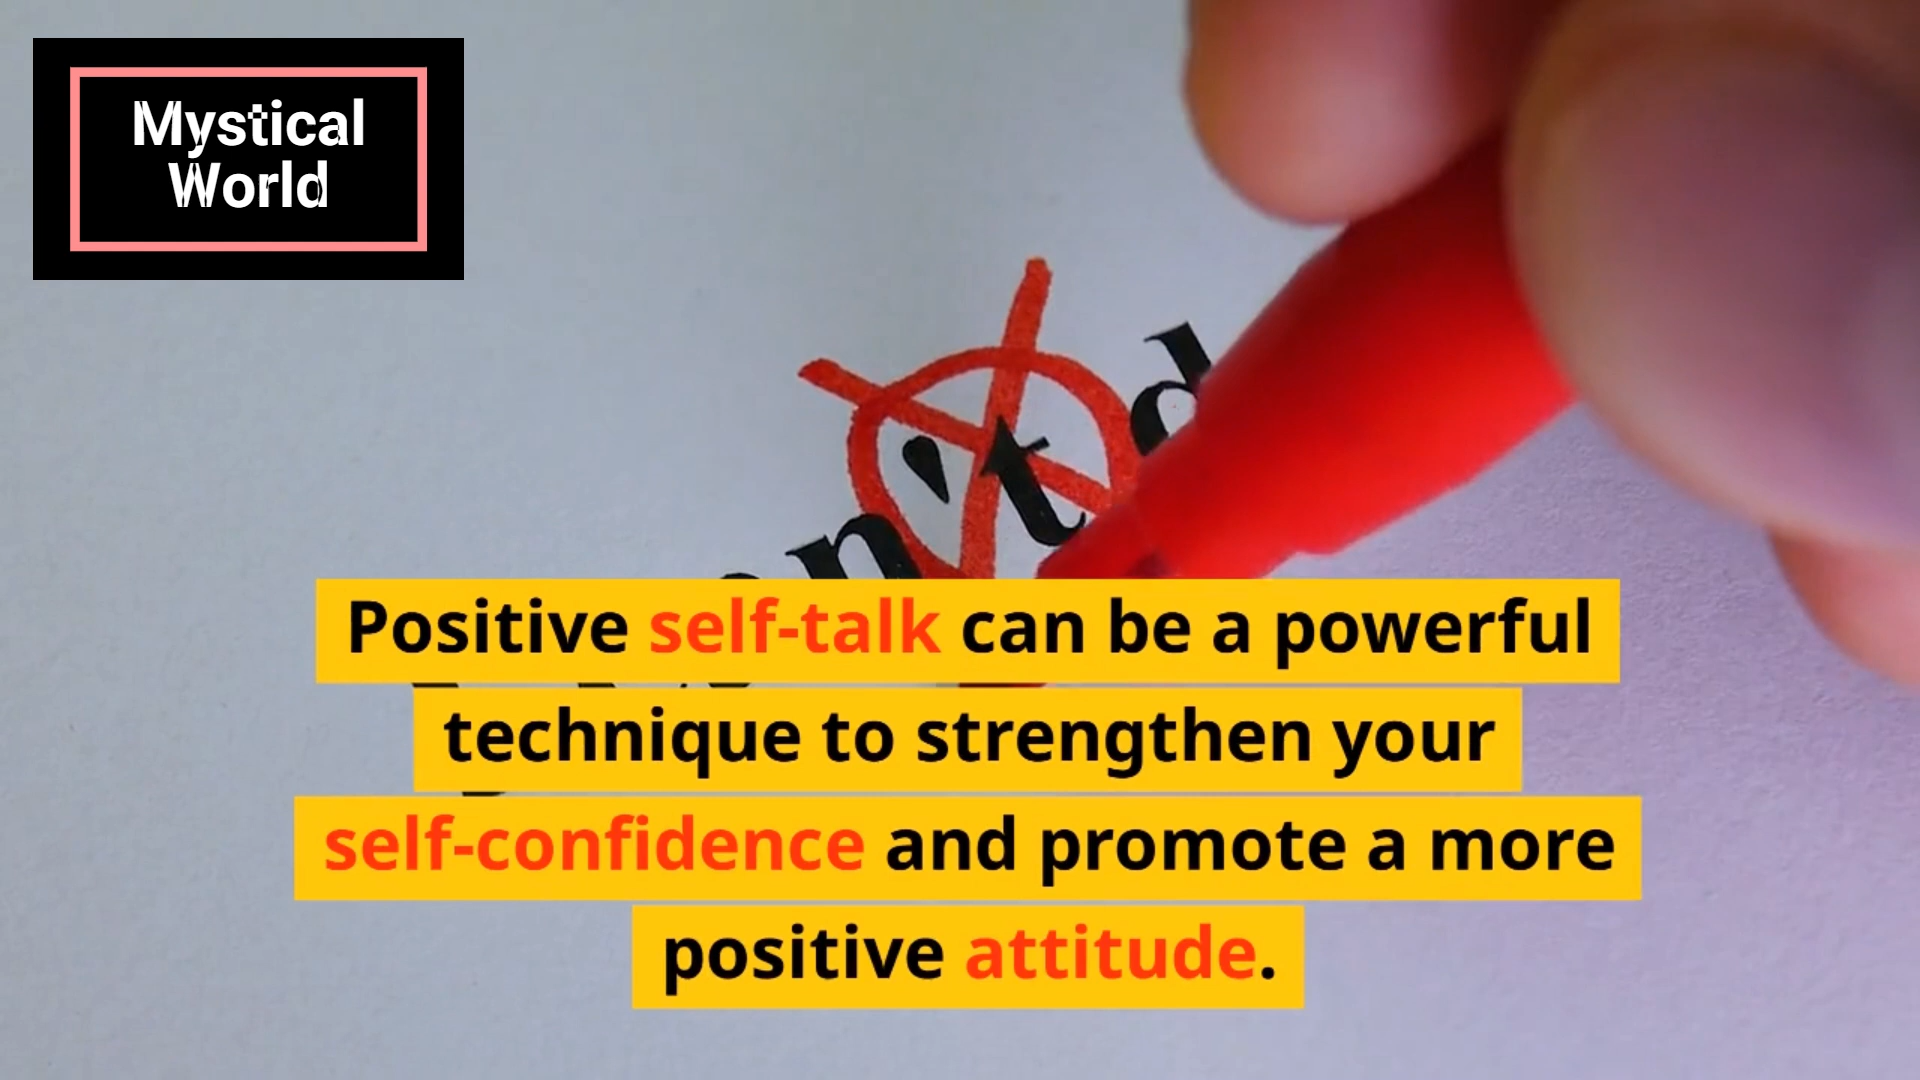 Mystical
World
n't d
Positive self-talk can be a powerful
technique to strengthen your
self-confidence and promote a more
positive attitude.